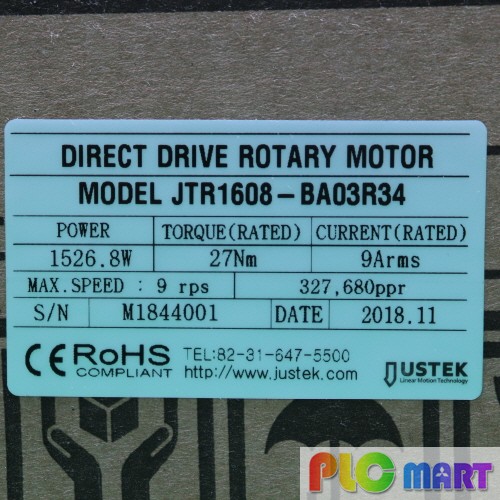 PLC MART
DIRECT DRIVE ROTARY MOTOR
MODEL JTR1608-BA03R34
POWER TORQUE(RATED) CURRENT(RATED)
1526.8W 27Nm 9Arms
MAX.SPEED : 9 rps 327,680ppr
S/N M1844001 DATE 2018.11
CE RoHS COMPLIANT TEL:82-31-647-5500
http://www.justek.com
JUSTEK
Linear Motion Technology
PLC MART